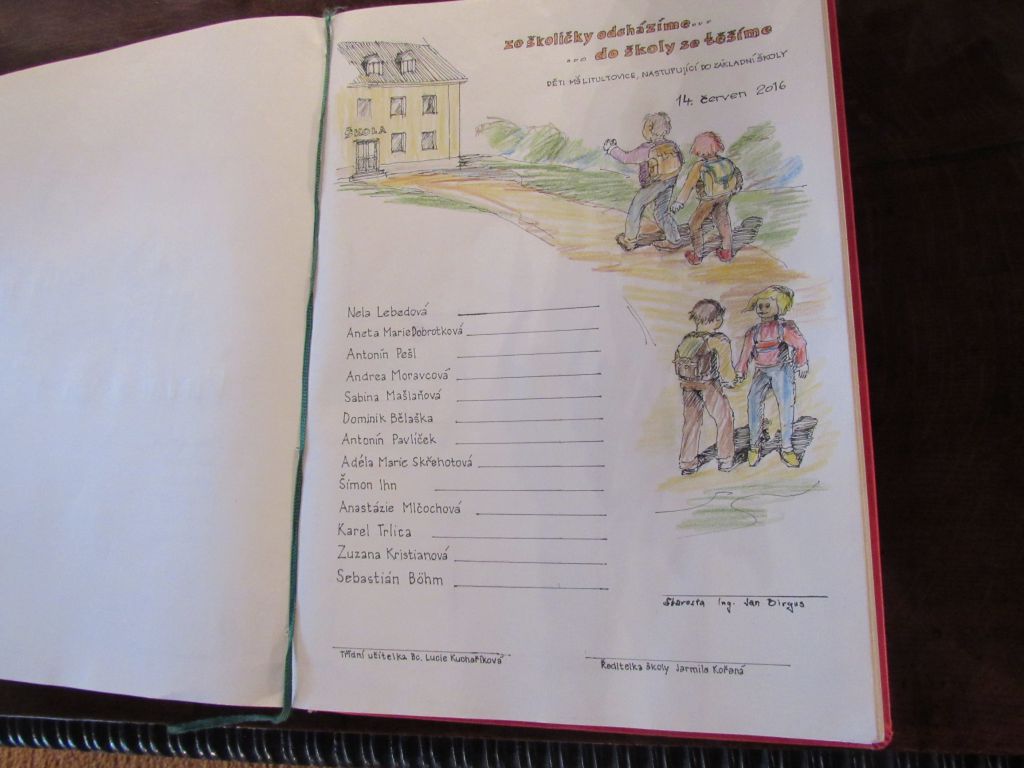 ze školičky odcházíme...
... do školy se těšíme
DĚTI MŠ LITULTOVICE, NASTUPUJÍCÍ DO ZÁKLADNÍ ŠKOLY
14. červen 2016
ŠKOLA
Nela Lebedová
Aneta Marie Dobrotková
Antonín Pešl
Andrea Moravcová
Sabina Mašlaňová
Dominik Bělaška
Antonín Pavlíček
Adéla Marie Skřehotová
Šimon Ihn
Anastázie Mlčochová
Karel Trlica
Zuzana Kristianová
Sebastián Böhm
Starosta Ing. Jan Birgus
Třídní učitelka Bc. Lucie Kuchaříková
Ředitelka školy Jarmila Kořená